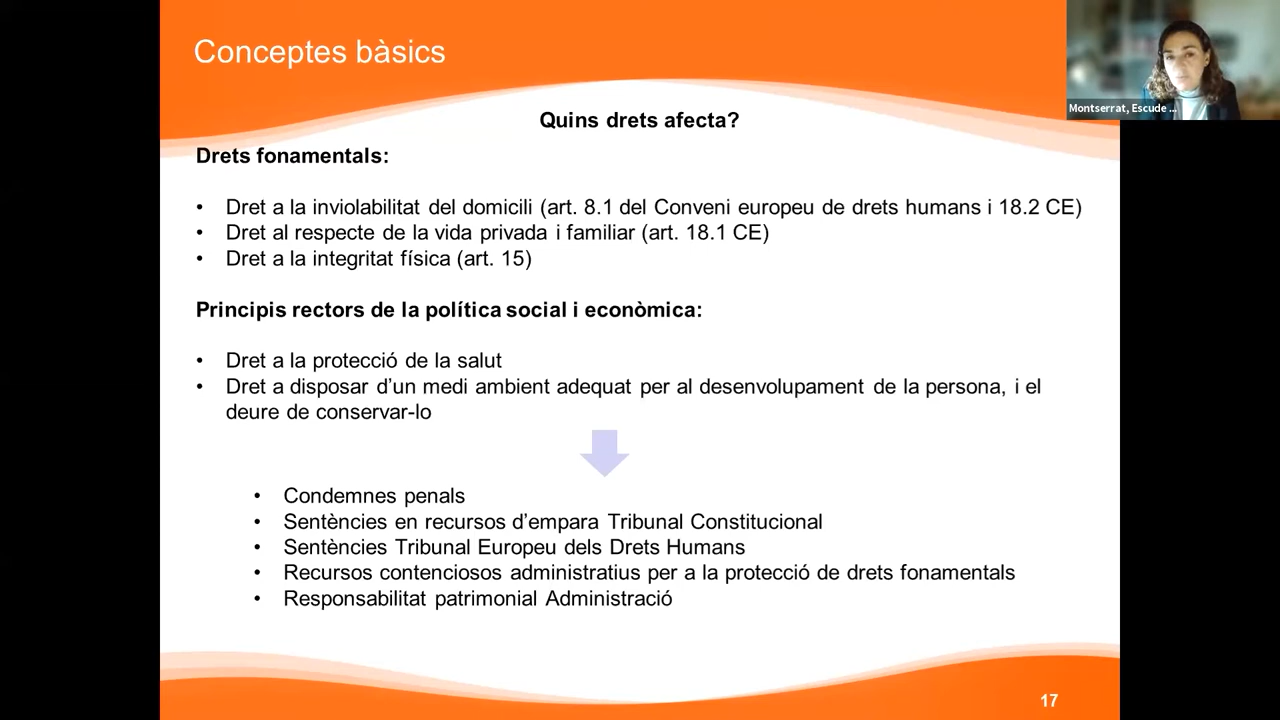 Conceptes bàsics
Montserrat, Escude ...
Quins drets afecta?
Drets fonamentals:
• Dret a la inviolabilitat del domicili (art. 8.1 del Conveni europeu de drets humans i 18.2 CE)
• Dret al respecte de la vida privada i familiar (art. 18.1 CE)
• Dret a la integritat física (art. 15)
Principis rectors de la política social i econòmica:
• Dret a la protecció de la salut
• Dret a disposar d’un medi ambient adequat per al desenvolupament de la persona, i el
deure de conservar-lo
• Condemnes penals
• Sentències en recursos d’empara Tribunal Constitucional
• Sentències Tribunal Europeu dels Drets Humans
• Recursos contenciosos administratius per a la protecció de drets fonamentals
• Responsabilitat patrimonial Administració
17